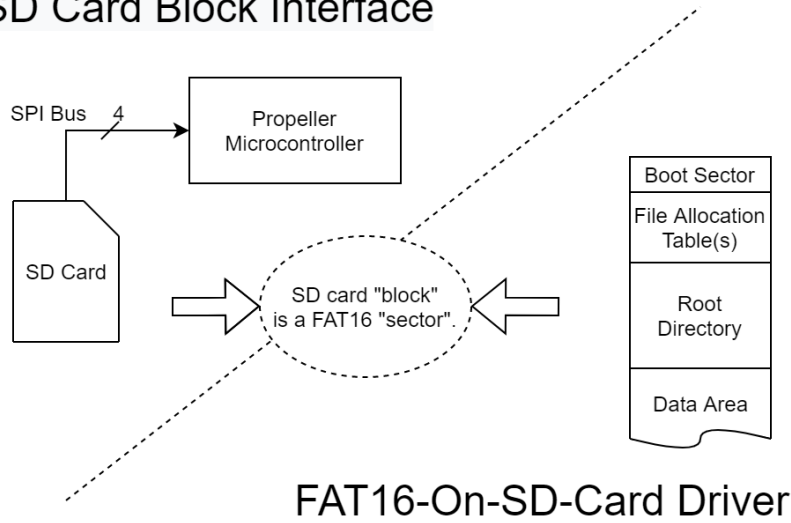 SD Card Block Interface
SPI Bus 4
Propeller
Microcontroller
SD Card
SD card "block"
is a FAT16 "sector".
Boot Sector
File Allocation
Table(s)
Root
Directory
Data Area
FAT16-On-SD-Card Driver